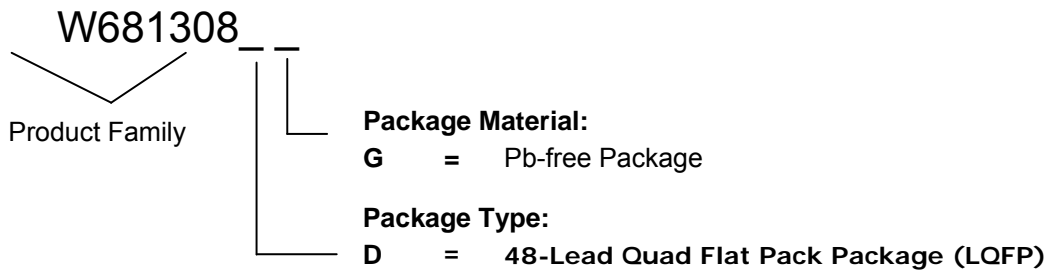 W681308_ _
Product Family
Package Material:
G = Pb-free Package
Package Type:
D = 48-Lead Quad Flat Pack Package (LQFP)